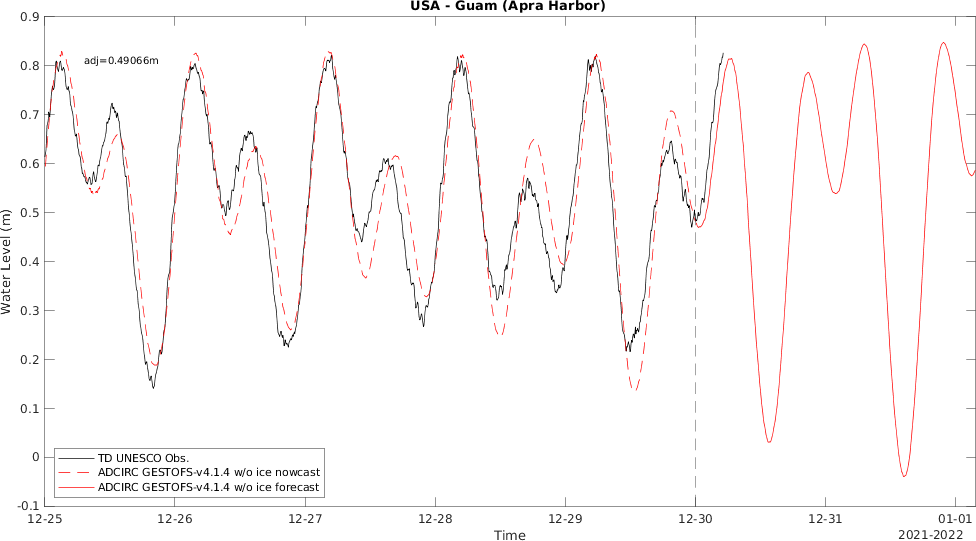 USA - Guam (Apra Harbor)
0.9
0.8
0.7
0.6
0.5
0.4
0.3
0.2
0.1
0
-0.1
Water Level (m)
adj=0.49066m
TD UNESCO Obs.
ADCIRC GESTOFS-v4.1.4 w/o ice nowcast
ADCIRC GESTOFS-v4.1.4 w/o ice forecast
12-25 12-26 12-27 12-28 12-29 12-30 12-31 01-01
Time
2021-2022